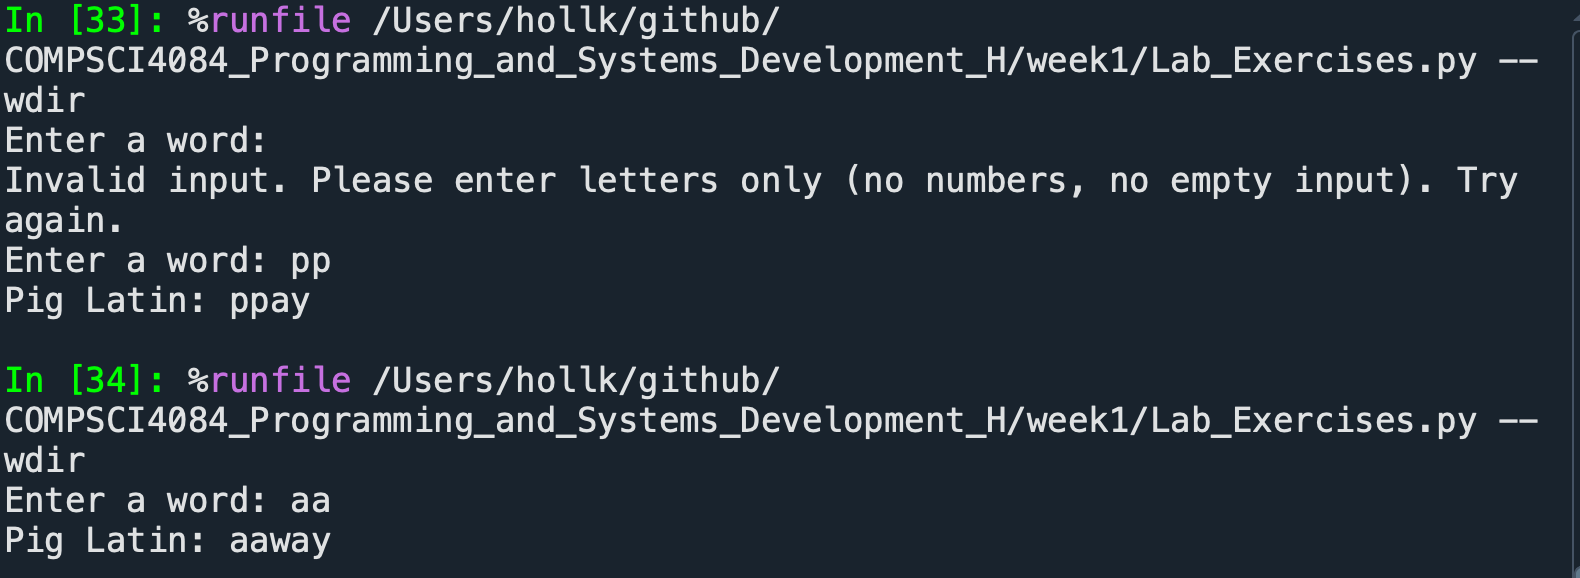 In [33]: %runfile /Users/hollk/github/
COMPSCI4084_Programming_and_Systems_Development_H/week1/Lab_Exercises.py --
wdir
Enter a word:
Invalid input. Please enter letters only (no numbers, no empty input). Try
again.
Enter a word: pp
Pig Latin: ppay
In [34]: %runfile /Users/hollk/github/
COMPSCI4084_Programming_and_Systems_Development_H/week1/Lab_Exercises.py --
wdir
Enter a word: aa
Pig Latin: aaway